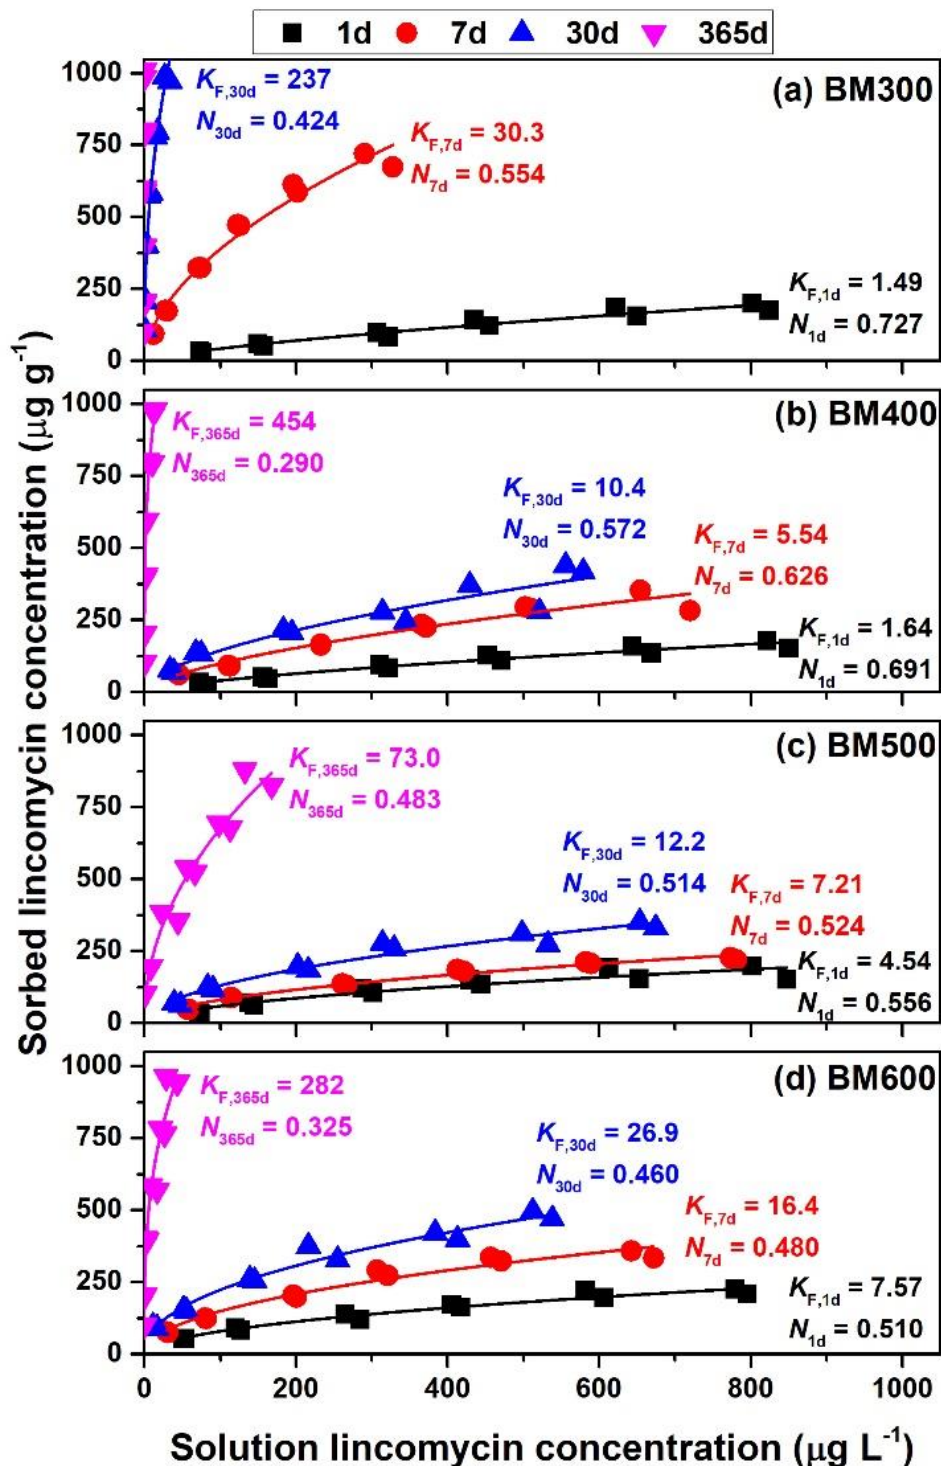 1d 7d 30d 365d
Sorbed lincomycin concentration (μg g⁻¹)
1000
750
500
250
0
(a) BM300
K_F,30d = 237
N_30d = 0.424
K_F,7d = 30.3
N_7d = 0.554
K_F,1d = 1.49
N_1d = 0.727
1000
750
500
250
0
(b) BM400
K_F,365d = 454
N_365d = 0.290
K_F,30d = 10.4
N_30d = 0.572
K_F,7d = 5.54
N_7d = 0.626
K_F,1d = 1.64
N_1d = 0.691
1000
750
500
250
0
(c) BM500
K_F,365d = 73.0
N_365d = 0.483
K_F,30d = 12.2
N_30d = 0.514
K_F,7d = 7.21
N_7d = 0.524
K_F,1d = 4.54
N_1d = 0.556
1000
750
500
250
0
(d) BM600
K_F,365d = 282
N_365d = 0.325
K_F,30d = 26.9
N_30d = 0.460
K_F,7d = 16.4
N_7d = 0.480
K_F,1d = 7.57
N_1d = 0.510
0 200 400 600 800 1000
Solution lincomycin concentration (μg L⁻¹)